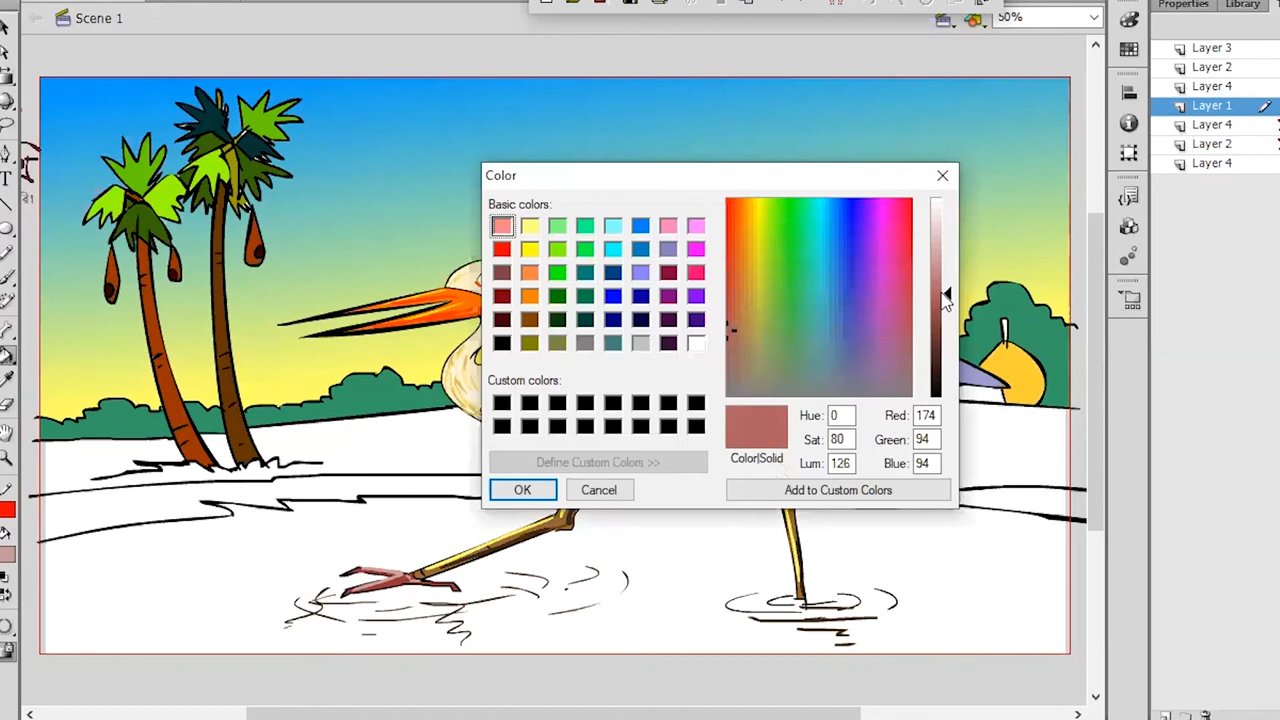 Properties Library
Scene 1
50%
Layer 3
Layer 2
Layer 4
Layer 1
Layer 4
Layer 2
Layer 4
Color
Basic colors:
Custom colors:
Define Custom Colors >>
OK Cancel
Color|Solid
Hue: 0
Sat: 80
Lum: 126
Red: 174
Green: 94
Blue: 94
Add to Custom Colors